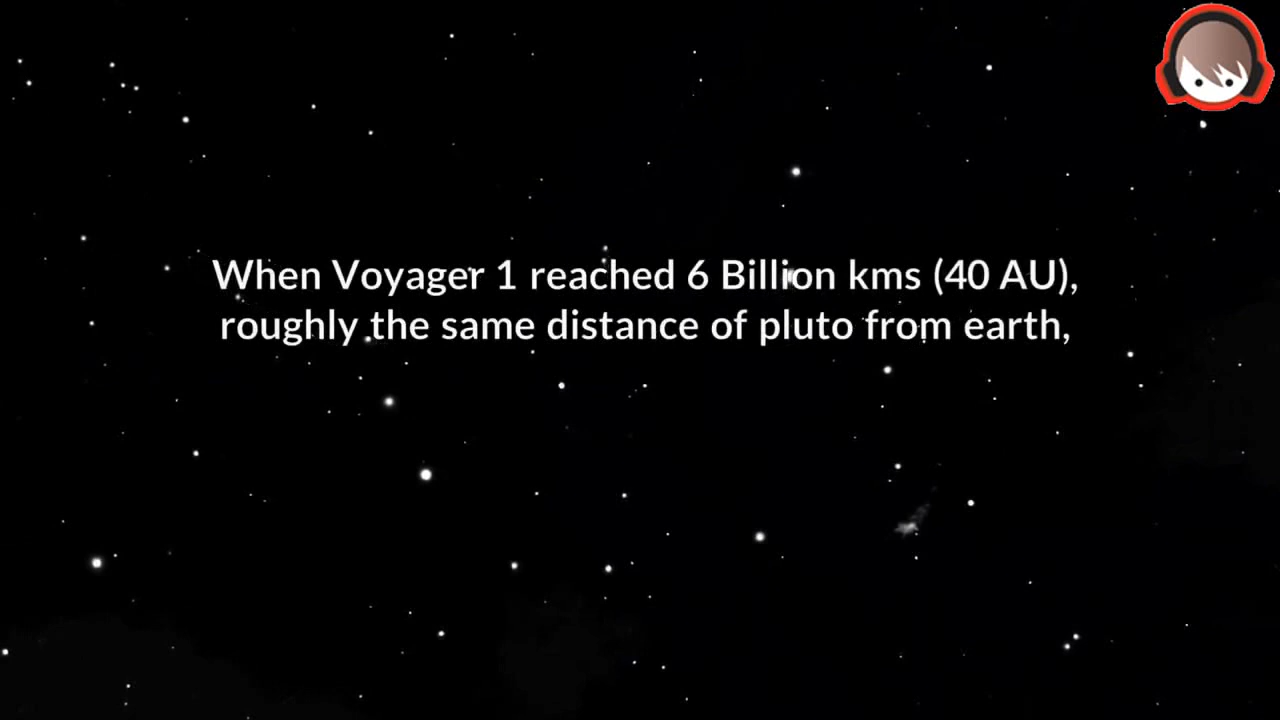 When Voyager 1 reached 6 Billion kms (40 AU),
roughly the same distance of pluto from earth,